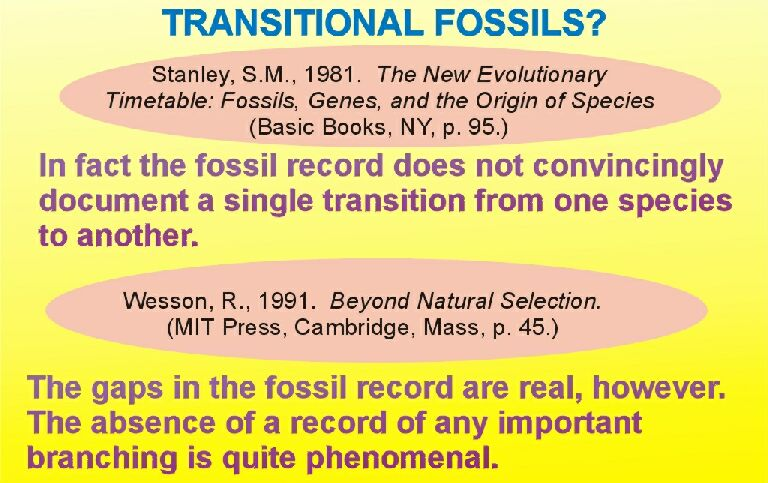 TRANSITIONAL FOSSILS?
Stanley, S.M., 1981. The New Evolutionary
Timetable: Fossils, Genes, and the Origin of Species
(Basic Books, NY, p. 95.)
In fact the fossil record does not convincingly
document a single transition from one species
to another.
Wesson, R., 1991. Beyond Natural Selection.
(MIT Press, Cambridge, Mass, p. 45.)
The gaps in the fossil record are real, however.
The absence of a record of any important
branching is quite phenomenal.